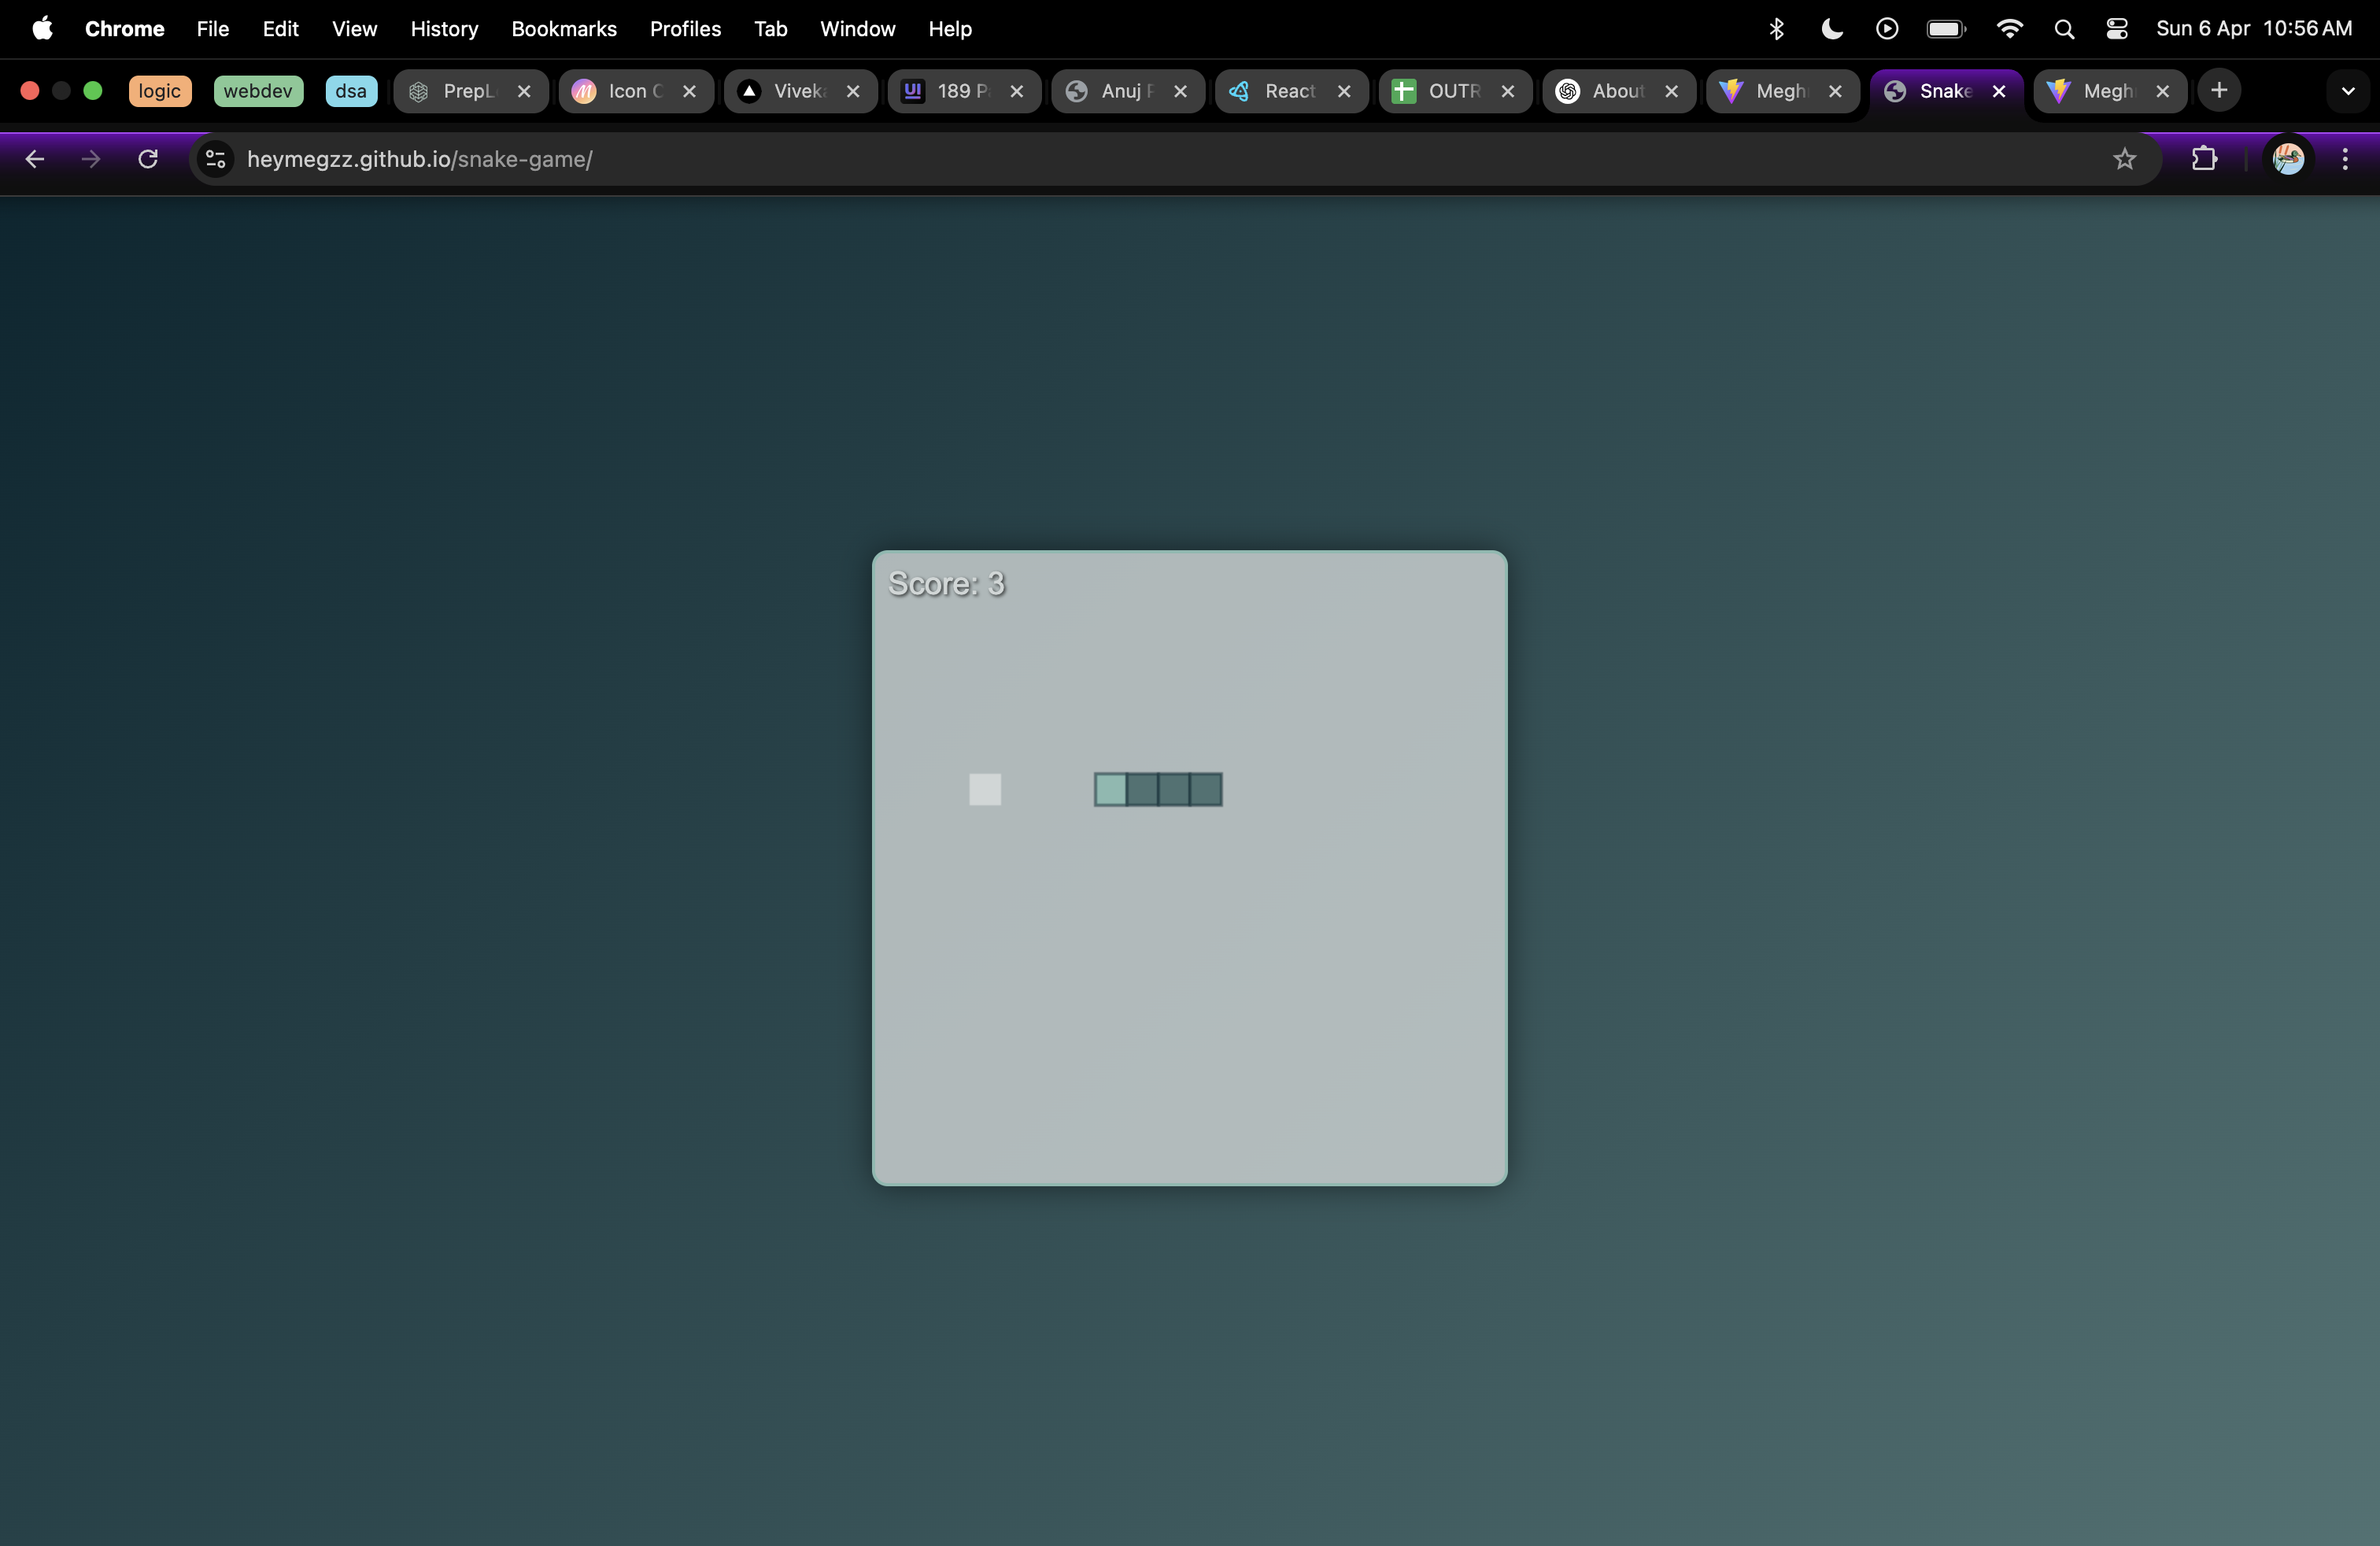 Chrome File Edit View History Bookmarks Profiles Tab Window Help Sun 6 Apr 10:56 AM
logic webdev dsa PrepL Icon C Vivek 189 P Anuj React OUTR About Megh Snake Megh
heymegzz.github.io/snake-game/
Score: 3